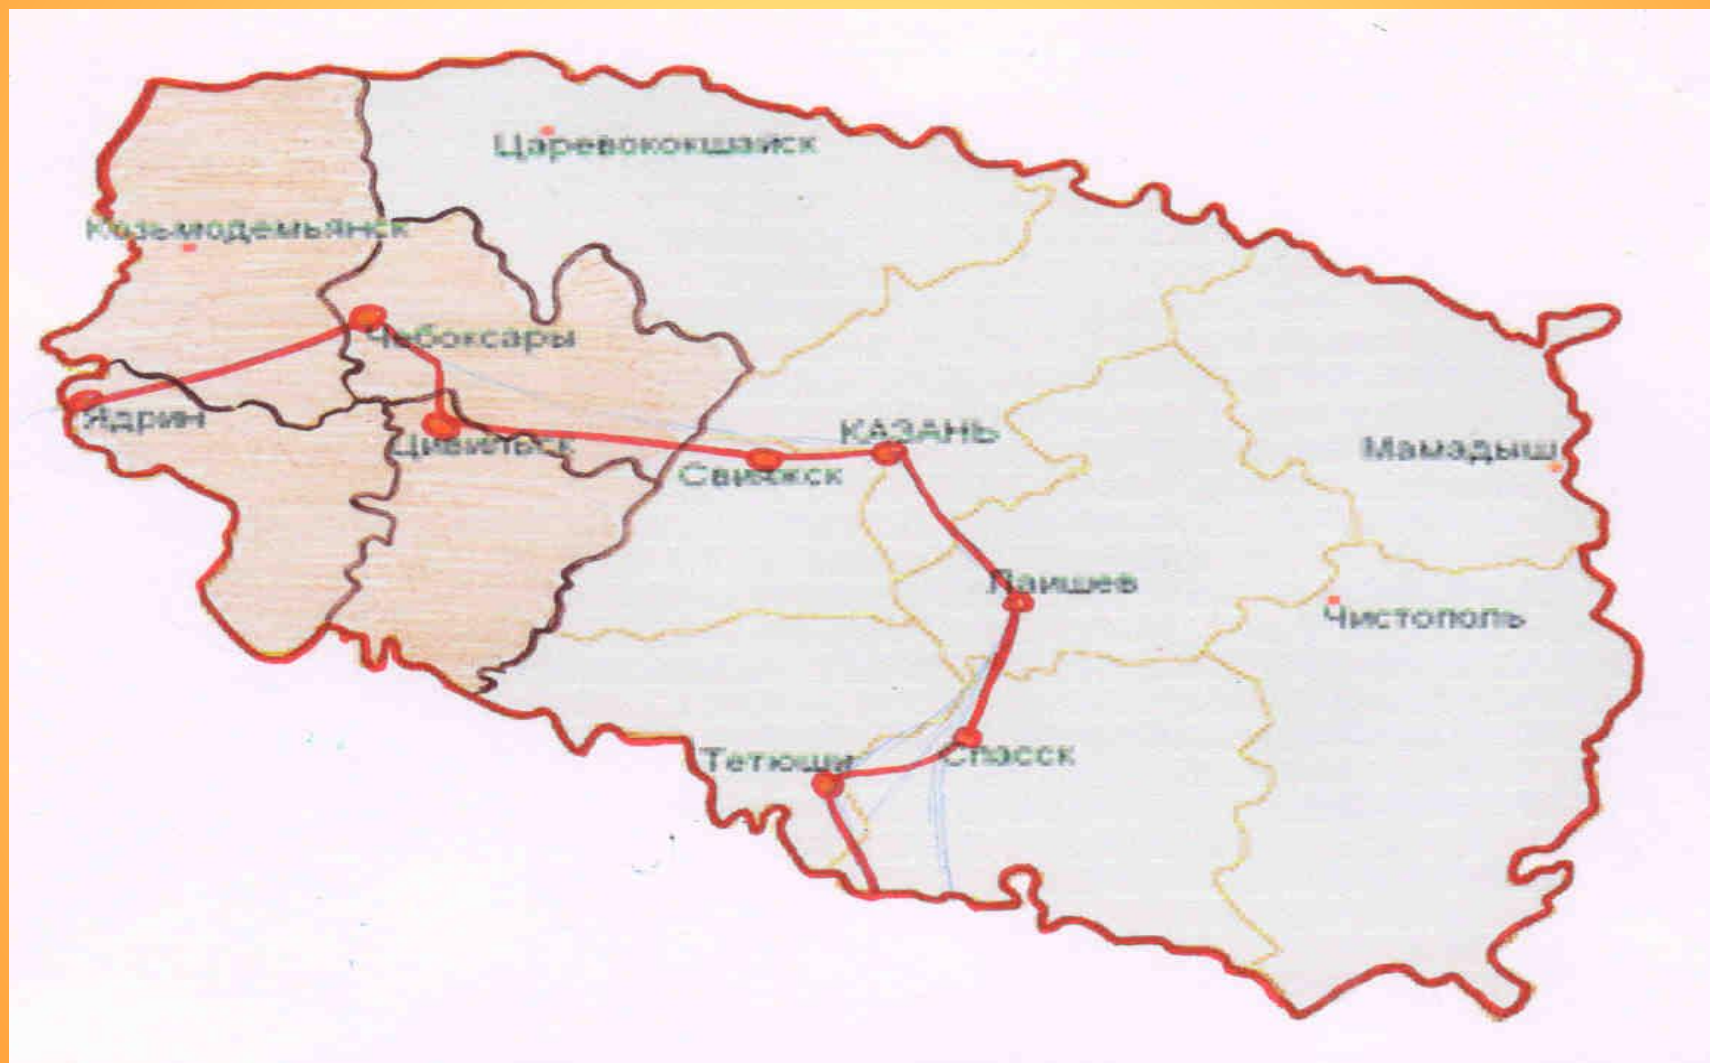 Царевококшайск
Козьмодемьянск
Чебоксары
Ядрин
Цивильск
КАЗАНЬ
Свияжск
Мамадыш
Лаишев
Чистополь
Тетюши
Спасск